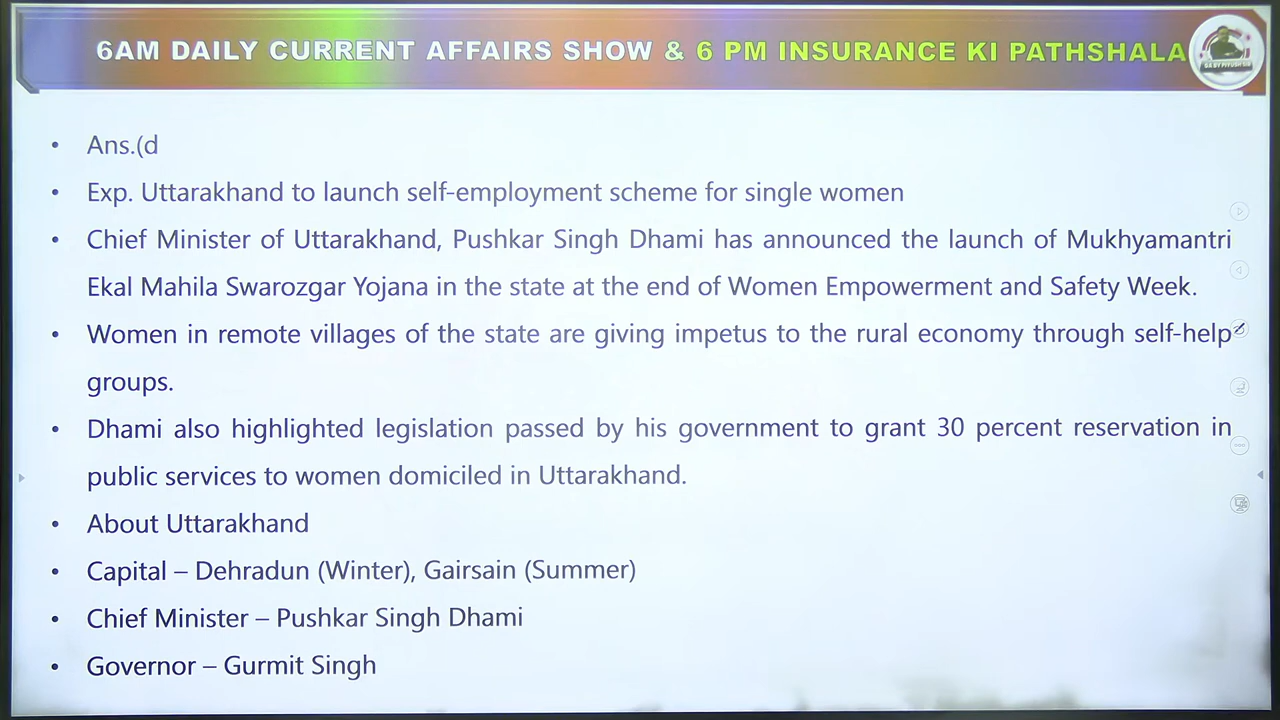 6AM DAILY CURRENT AFFAIRS SHOW & 6 PM INSURANCE KI PATHSHALA
• Ans.(d
• Exp. Uttarakhand to launch self-employment scheme for single women
• Chief Minister of Uttarakhand, Pushkar Singh Dhami has announced the launch of Mukhyamantri
Ekal Mahila Swarozgar Yojana in the state at the end of Women Empowerment and Safety Week.
• Women in remote villages of the state are giving impetus to the rural economy through self-help
groups.
• Dhami also highlighted legislation passed by his government to grant 30 percent reservation in
public services to women domiciled in Uttarakhand.
• About Uttarakhand
• Capital – Dehradun (Winter), Gairsain (Summer)
• Chief Minister – Pushkar Singh Dhami
• Governor – Gurmit Singh